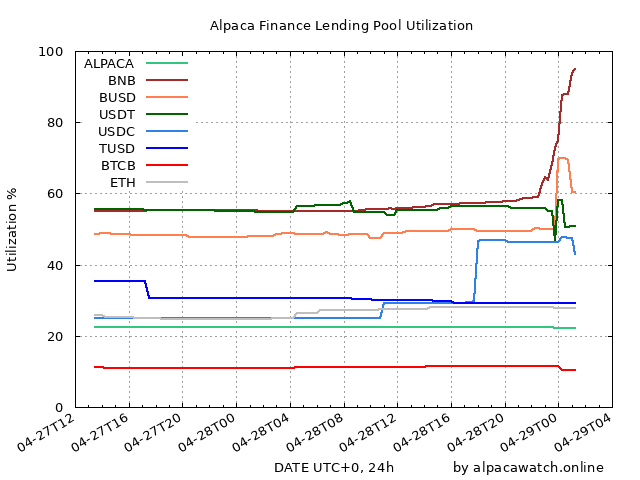 Alpaca Finance Lending Pool Utilization
100
80
60
40
20
0
Utilization %
ALPACA
BNB
BUSD
USDT
USDC
TUSD
BTCB
ETH
04-27T12
04-27T16
04-27T20
04-28T00
04-28T04
04-28T08
04-28T12
04-28T16
04-28T20
04-29T00
04-29T04
DATE UTC+0, 24h
by alpacawatch.online